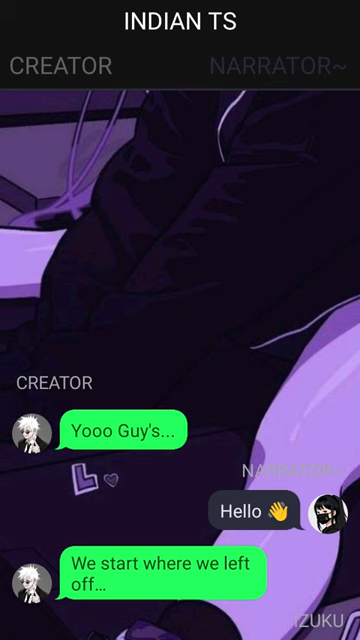 INDIAN TS
CREATOR NARRATOR~
CREATOR
Yooo Guy's...
NARRATOR~
Hello 👋
We start where we left
off...
IZUKU